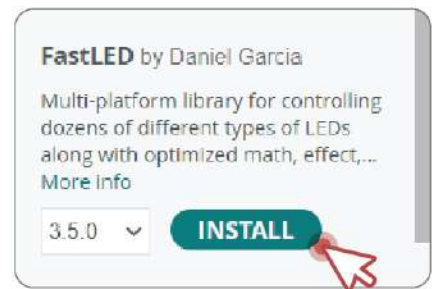 FastLED by Daniel Garcia
Multi-platform library for controlling
dozens of different types of LEDs
along with optimized math, effect,...
More info
3.5.0 INSTALL